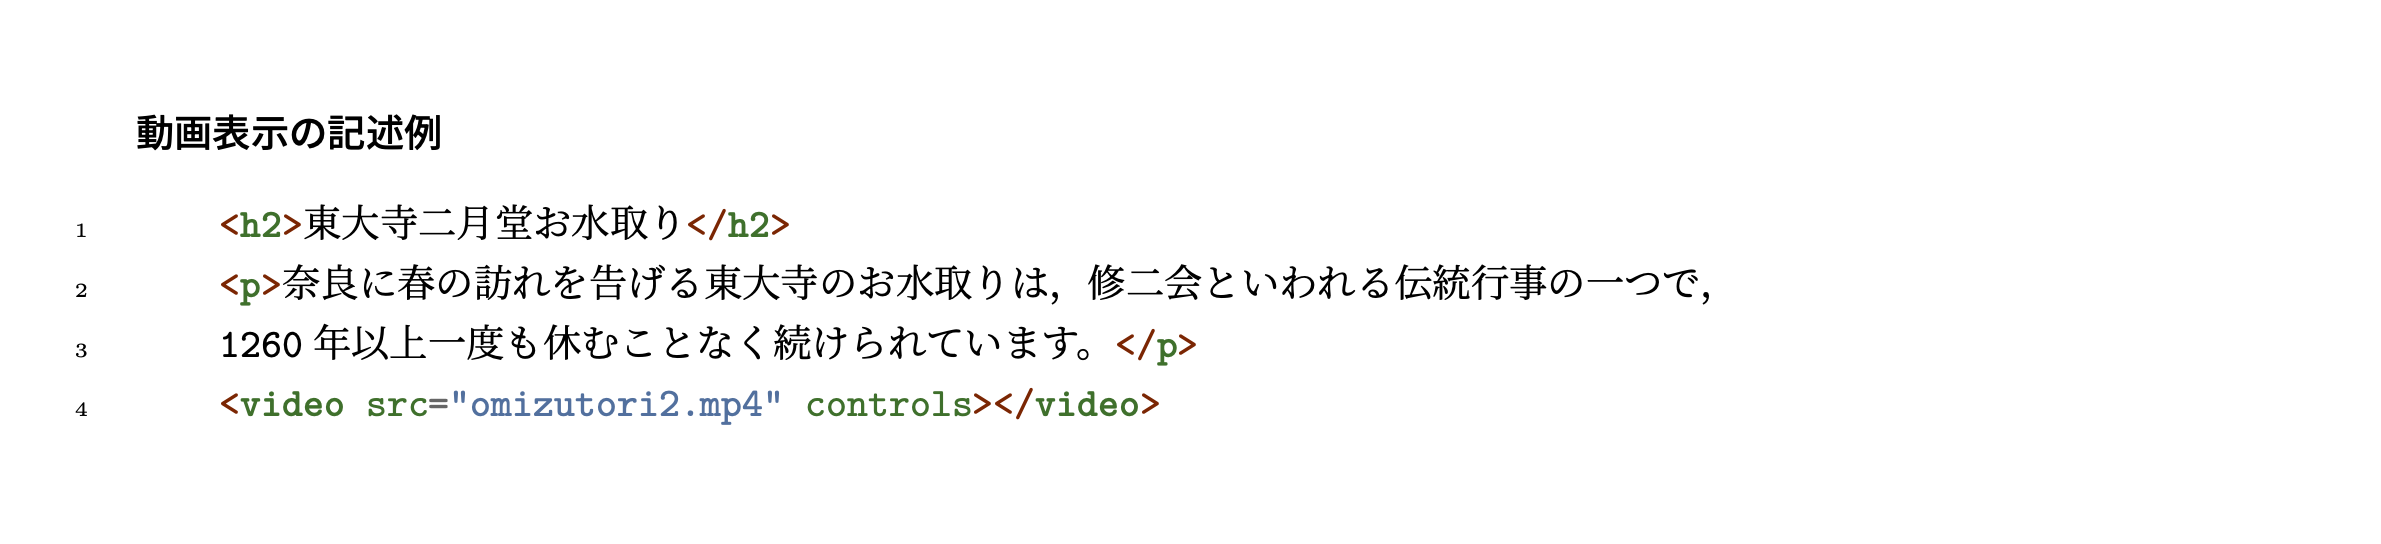 動画表示の記述例
1 <h2>東大寺二月堂お水取り</h2>
2 <p>奈良に春の訪れを告げる東大寺のお水取りは，修二会といわれる伝統行事の一つで，
3 1260 年以上一度も休むことなく続けられています。</p>
4 <video src="omizutori2.mp4" controls></video>